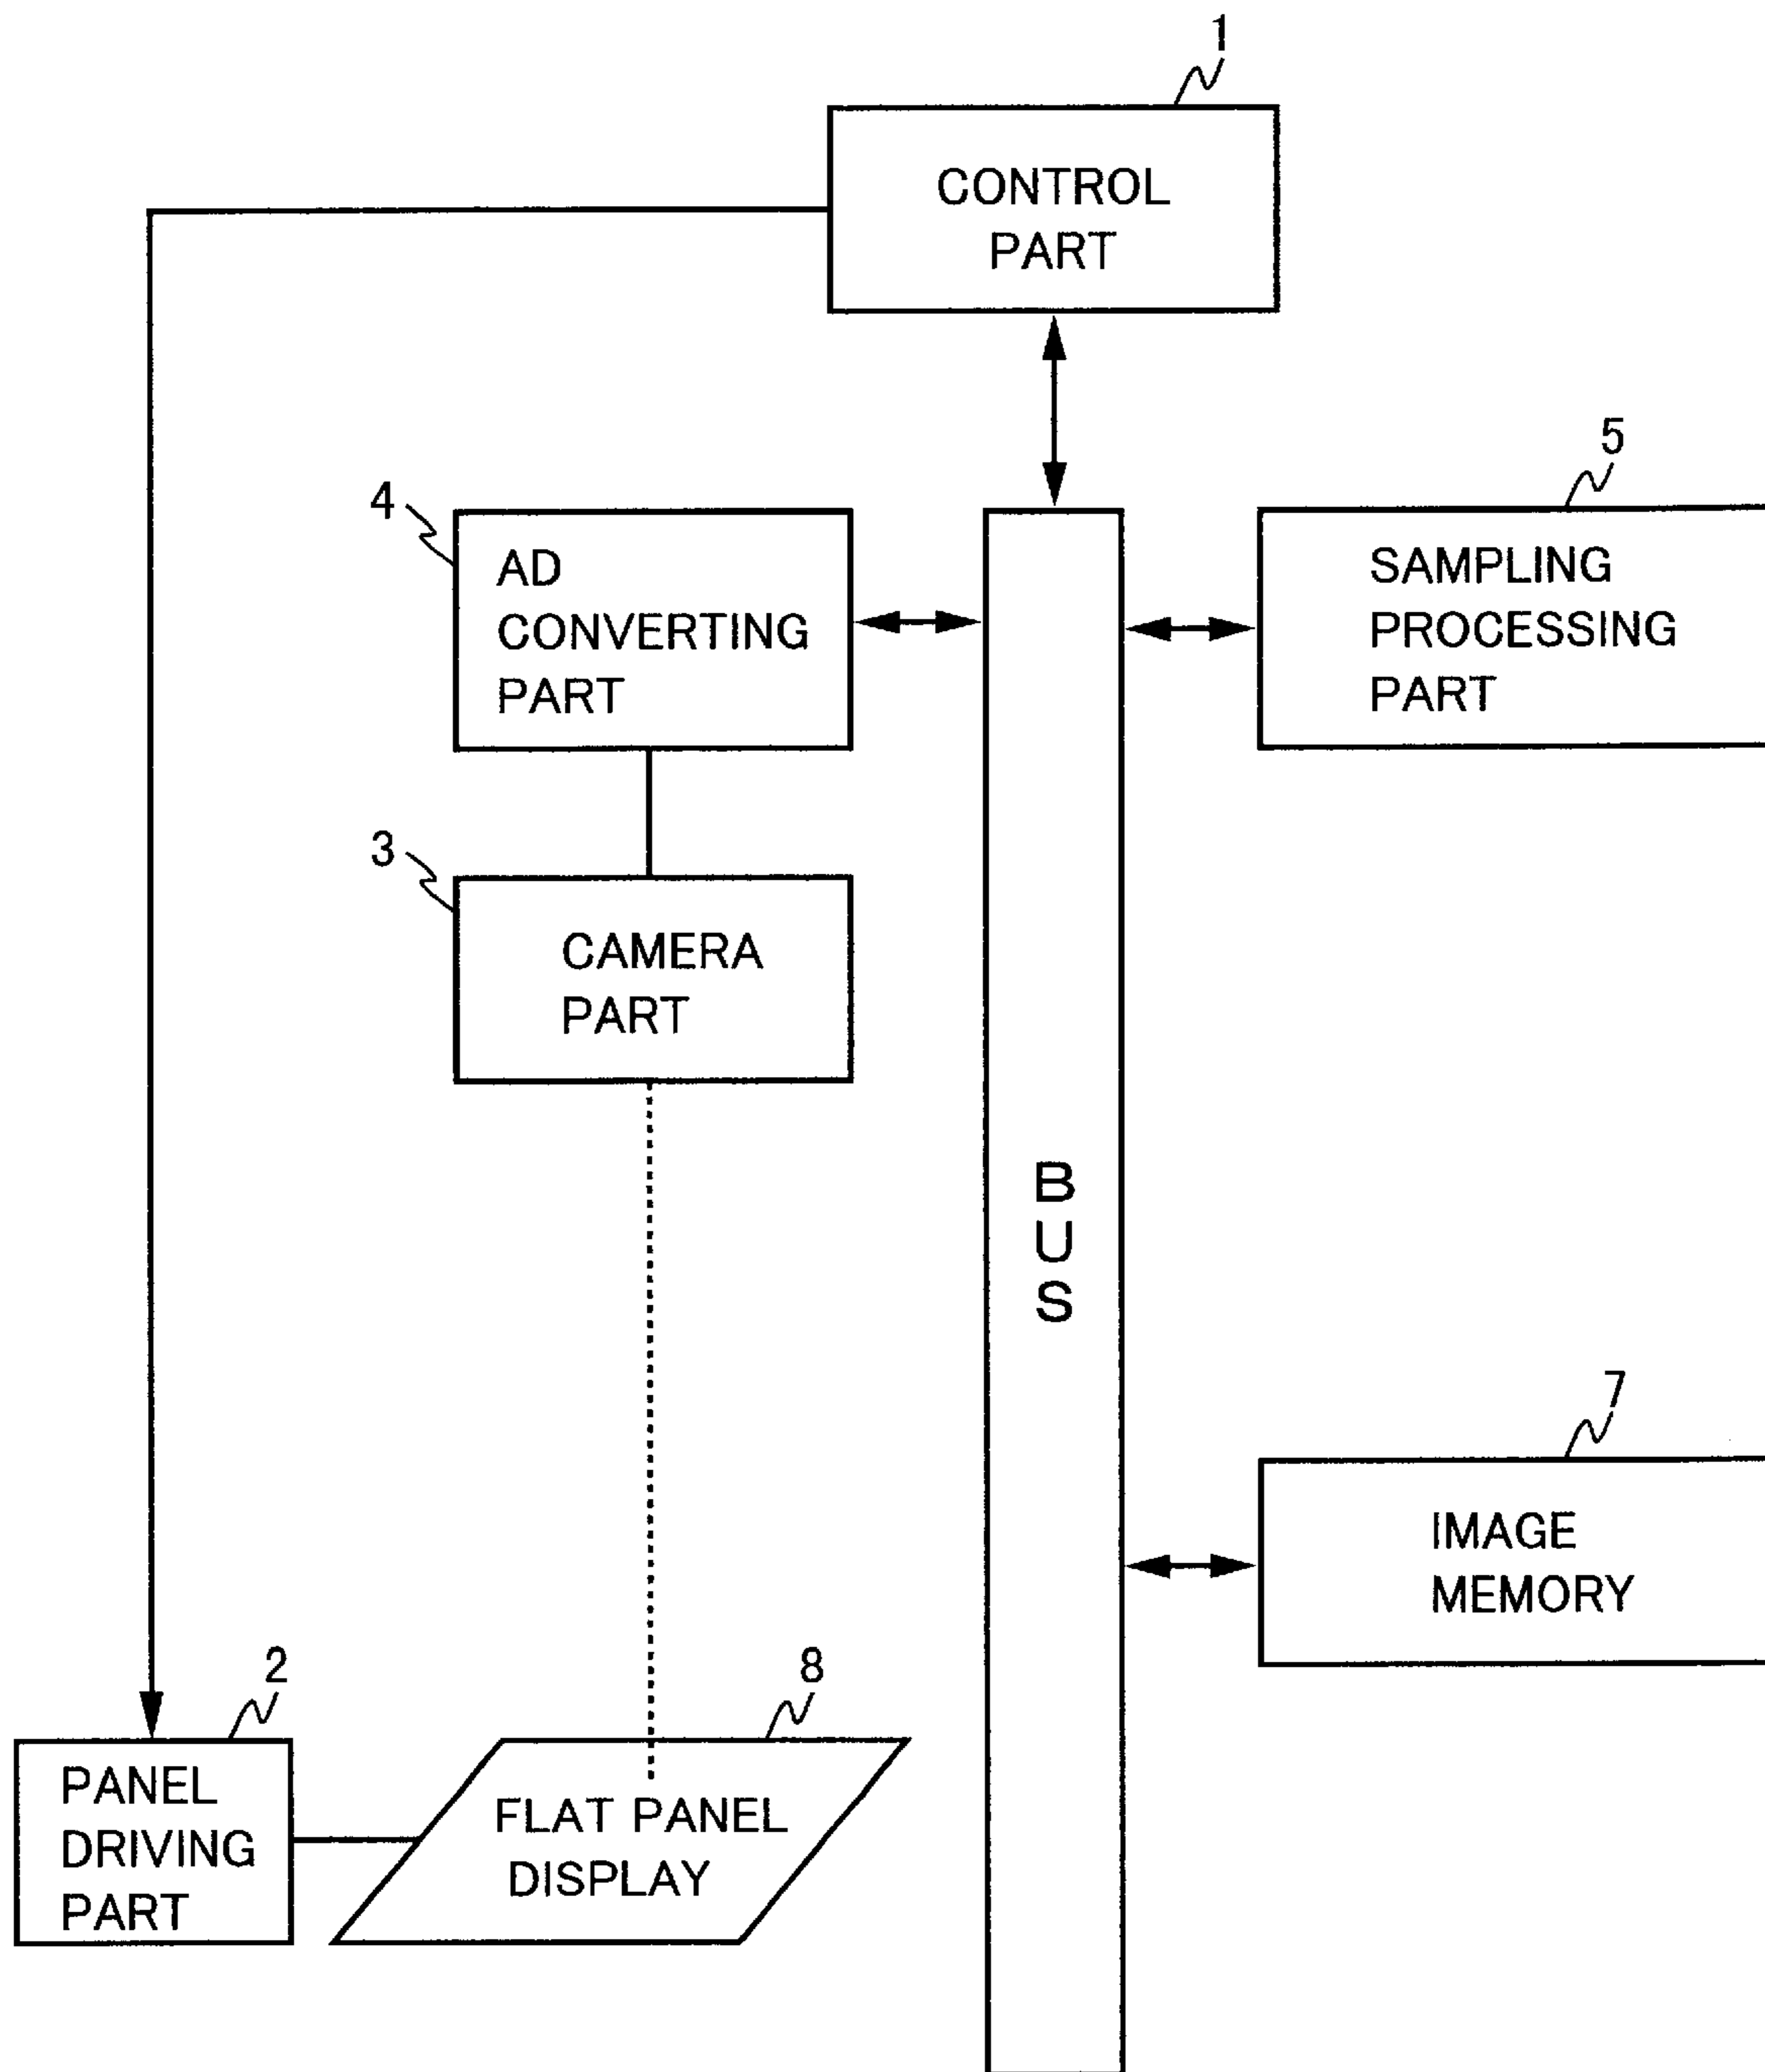 1
CONTROL
PART
5
4
AD
CONVERTING
PART
SAMPLING
PROCESSING
PART
3
CAMERA
PART
BUS
7
IMAGE
MEMORY
2
8
PANEL
DRIVING
PART
FLAT PANEL
DISPLAY